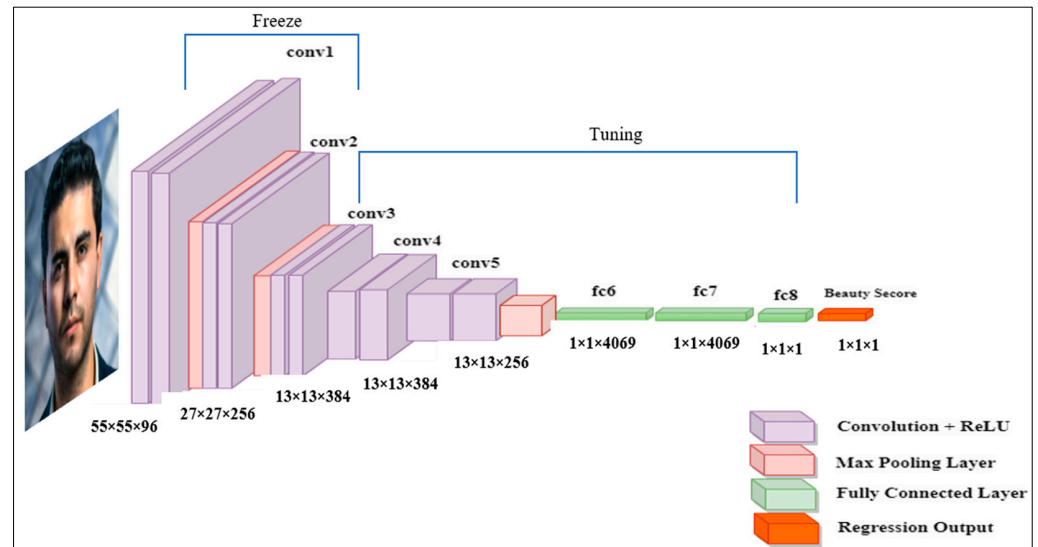 Freeze
conv1
Tuning
conv2
conv3
conv4
conv5
fc6
fc7
fc8
Beauty Secore
1×1×4069
1×1×4069
1×1×1
1×1×1
13×13×256
13×13×384
13×13×384
27×27×256
55×55×96
Convolution + ReLU
Max Pooling Layer
Fully Connected Layer
Regression Output